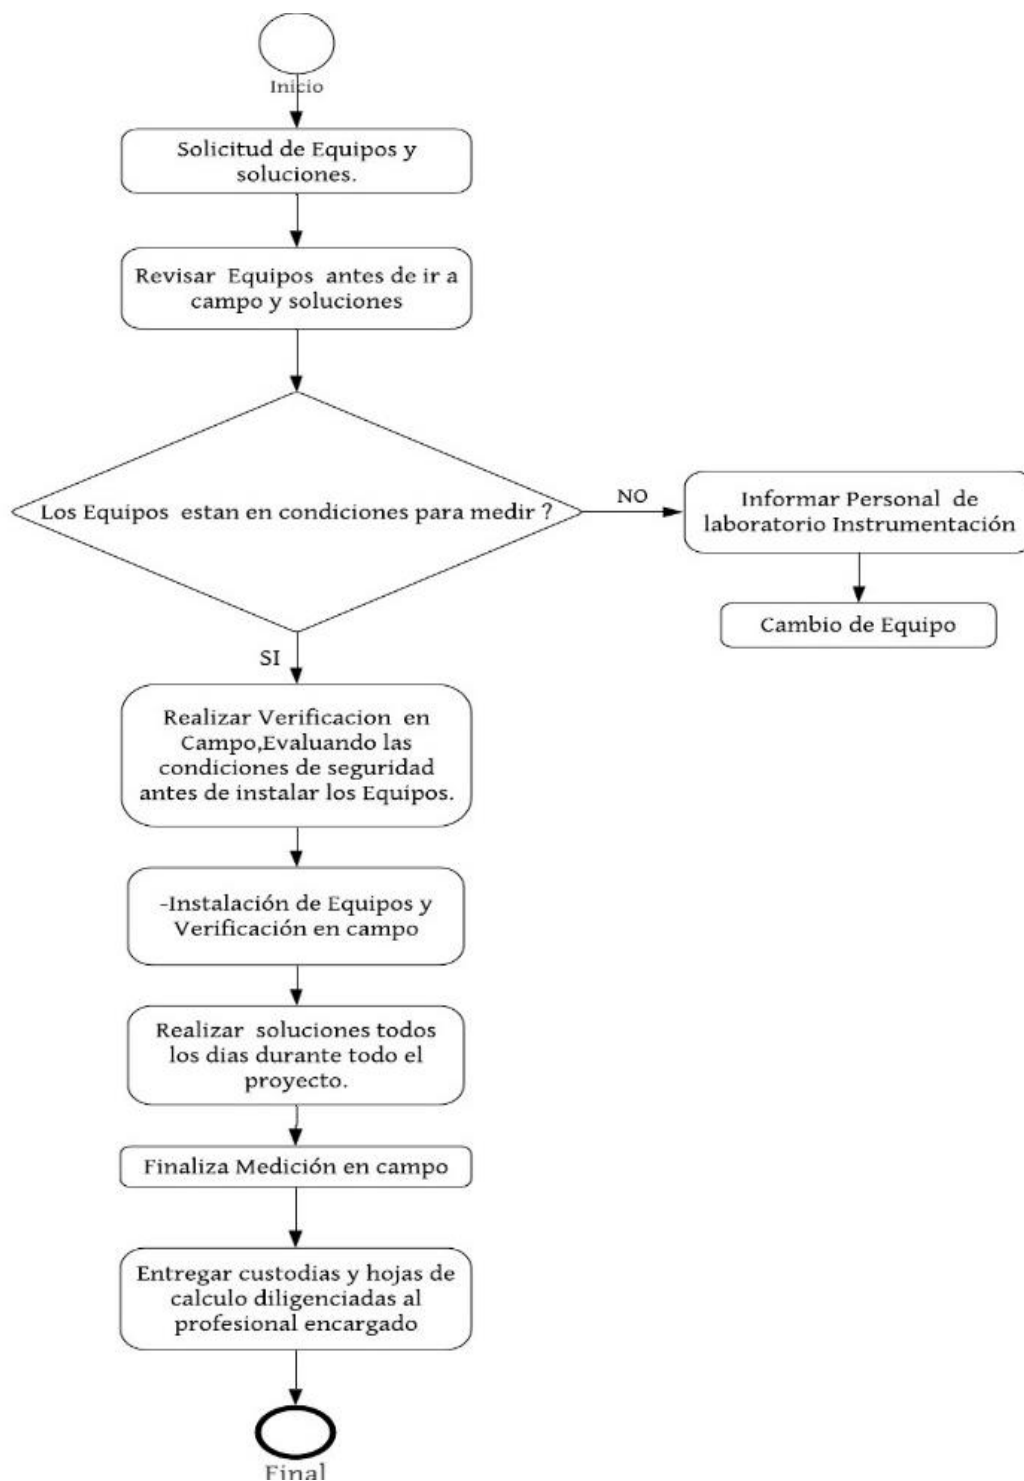 Inicio
Solicitud de Equipos y
soluciones.
Revisar Equipos antes de ir a
campo y soluciones
Los Equipos estan en condiciones para medir ?
NO
Informar Personal de
laboratorio Instrumentación
Cambio de Equipo
SI
Realizar Verificacion en
Campo,Evaluando las
condiciones de seguridad
antes de instalar los Equipos.
-Instalación de Equipos y
Verificación en campo
Realizar soluciones todos
los dias durante todo el
proyecto.
Finaliza Medición en campo
Entregar custodias y hojas de
calculo diligenciadas al
profesional encargado
Final